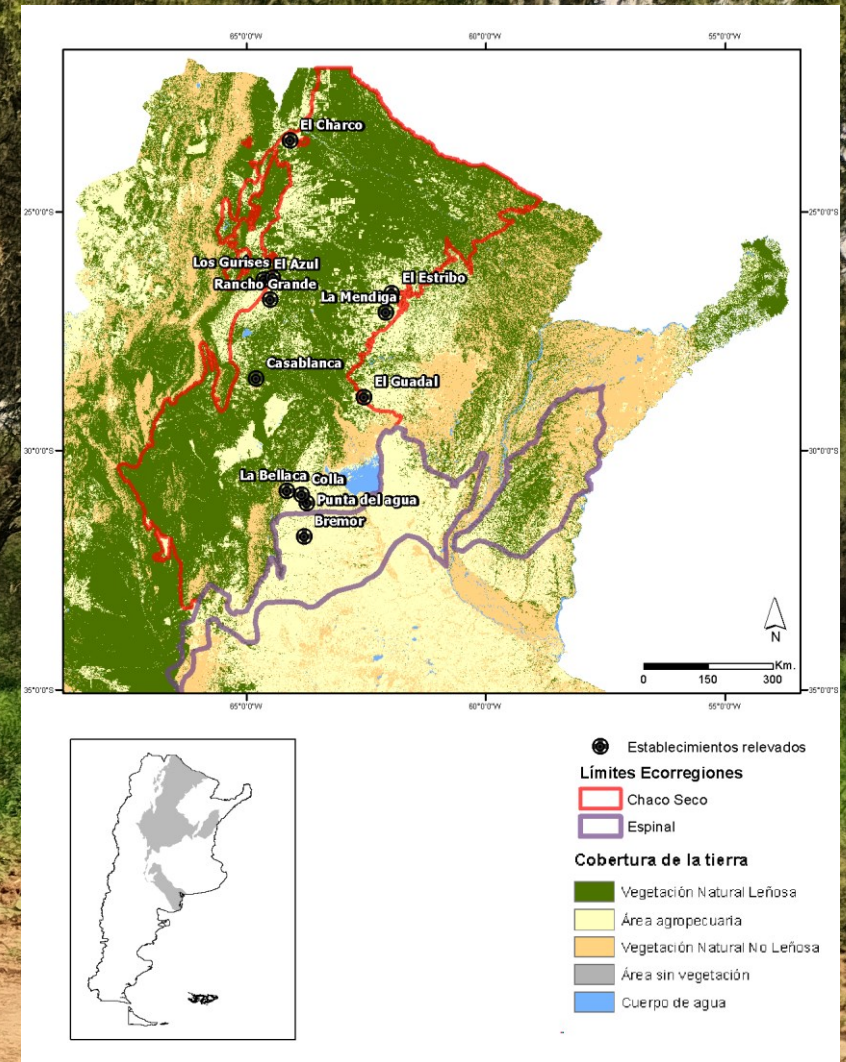 65°0'0"W 60°0'0"W 55°0'0"W
El Charco
25°0'0"S 25°0'0"S
Los Gurises El Azul
Rancho Grande
El Estribo
La Mendiga
Casablanca
El Guadal
30°0'0"S 30°0'0"S
La Bellaca Colla
Punta del agua
Bremor
N
Km.
0 150 300
35°0'0"S 35°0'0"S
65°0'0"W 60°0'0"W 55°0'0"W
Establecimientos relevados
Límites Ecorregiones
Chaco Seco
Espinal
Cobertura de la tierra
Vegetación Natural Leñosa
Área agropecuaria
Vegetación Natural No Leñosa
Área sin vegetación
Cuerpo de agua